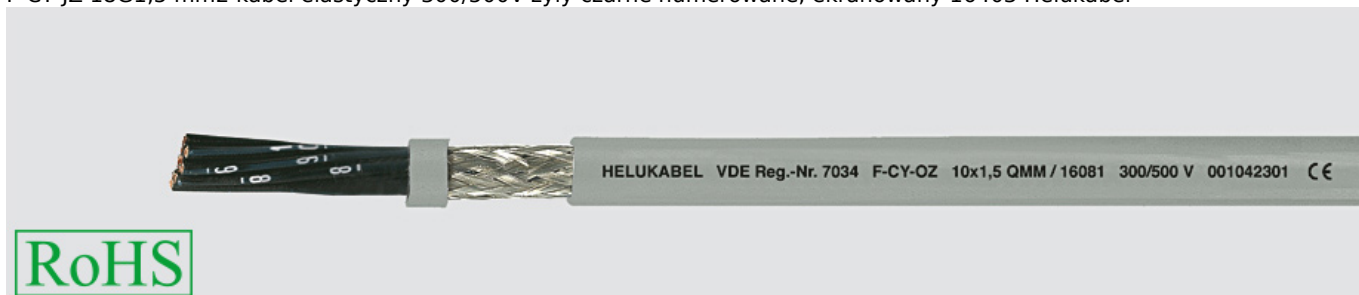 F-CY-JZ 18G1,5 mm2 kabel elastyczny 300/500V żyły czarne numerowane, ekranowany 16405 Helukabel
HELUKABEL VDE Reg.-Nr. 7034 F-CY-OZ 10x1,5 QMM / 16081 300/500 V 001042301 CE
RoHS